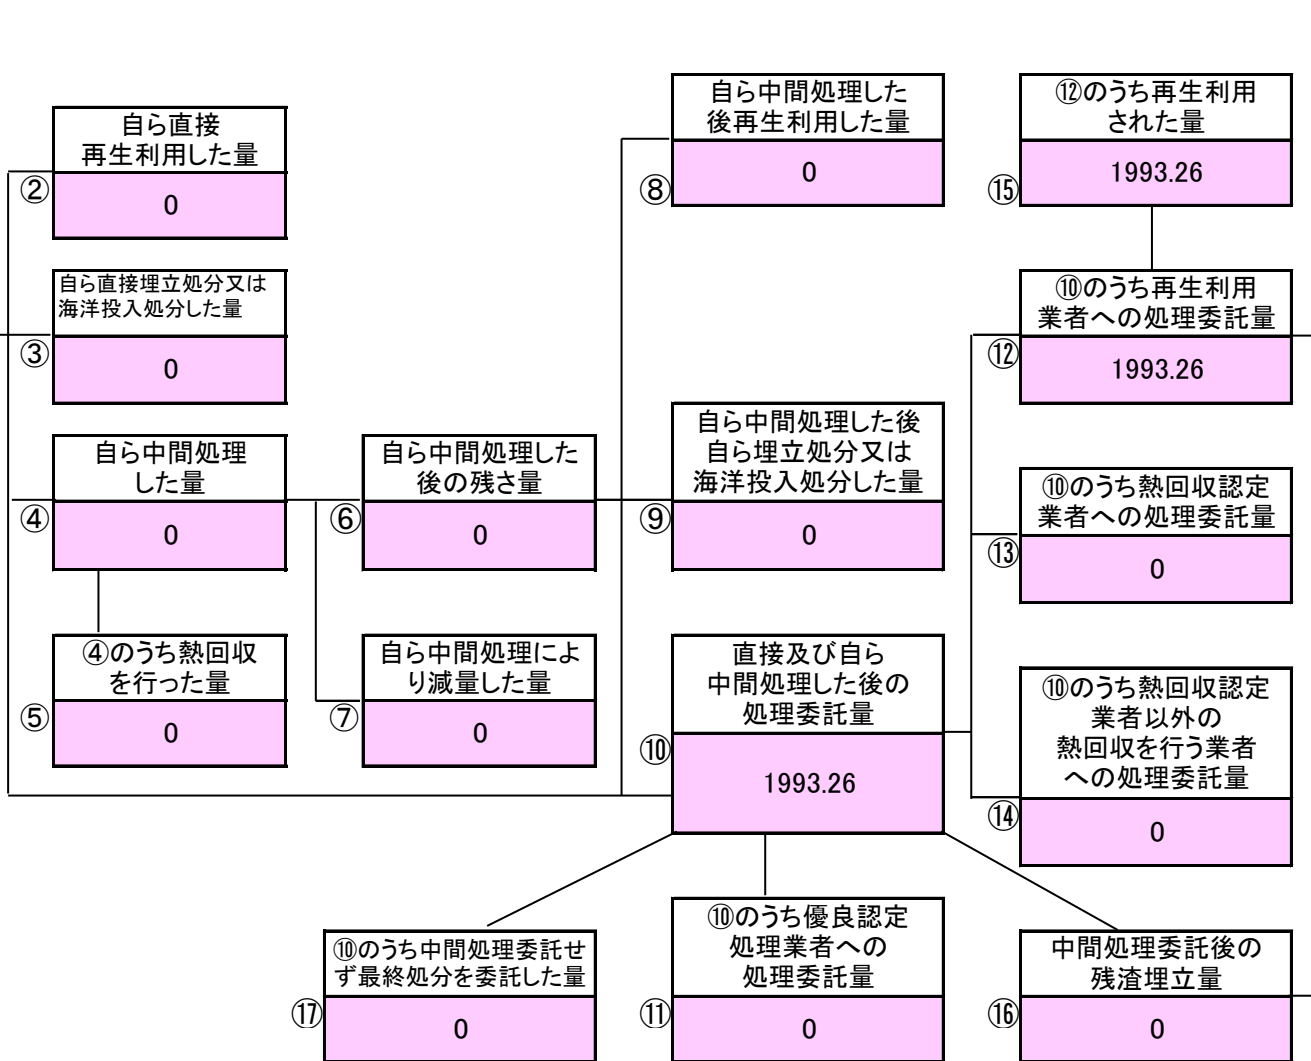 自ら直接
再生利用した量
②
0
自ら直接埋立処分又は
海洋投入処分した量
③
0
自ら中間処理
した量
④
0
④のうち熱回収
を行った量
⑤
0
自ら中間処理した
後の残さ量
⑥
0
自ら中間処理によ
り減量した量
⑦
0
自ら中間処理した
後再生利用した量
⑧
0
自ら中間処理した後
自ら埋立処分又は
海洋投入処分した量
⑨
0
直接及び自ら
中間処理した後の
処理委託量
⑩
1993.26
⑫のうち再生利用
された量
⑮
1993.26
⑩のうち再生利用
業者への処理委託量
⑫
1993.26
⑩のうち熱回収認定
業者への処理委託量
⑬
0
⑩のうち熱回収認定
業者以外の
熱回収を行う業者
への処理委託量
⑭
0
⑩のうち中間処理委託せ
ず最終処分を委託した量
⑰
0
⑩のうち優良認定
処理業者への
処理委託量
⑪
0
中間処理委託後の
残渣埋立量
⑯
0